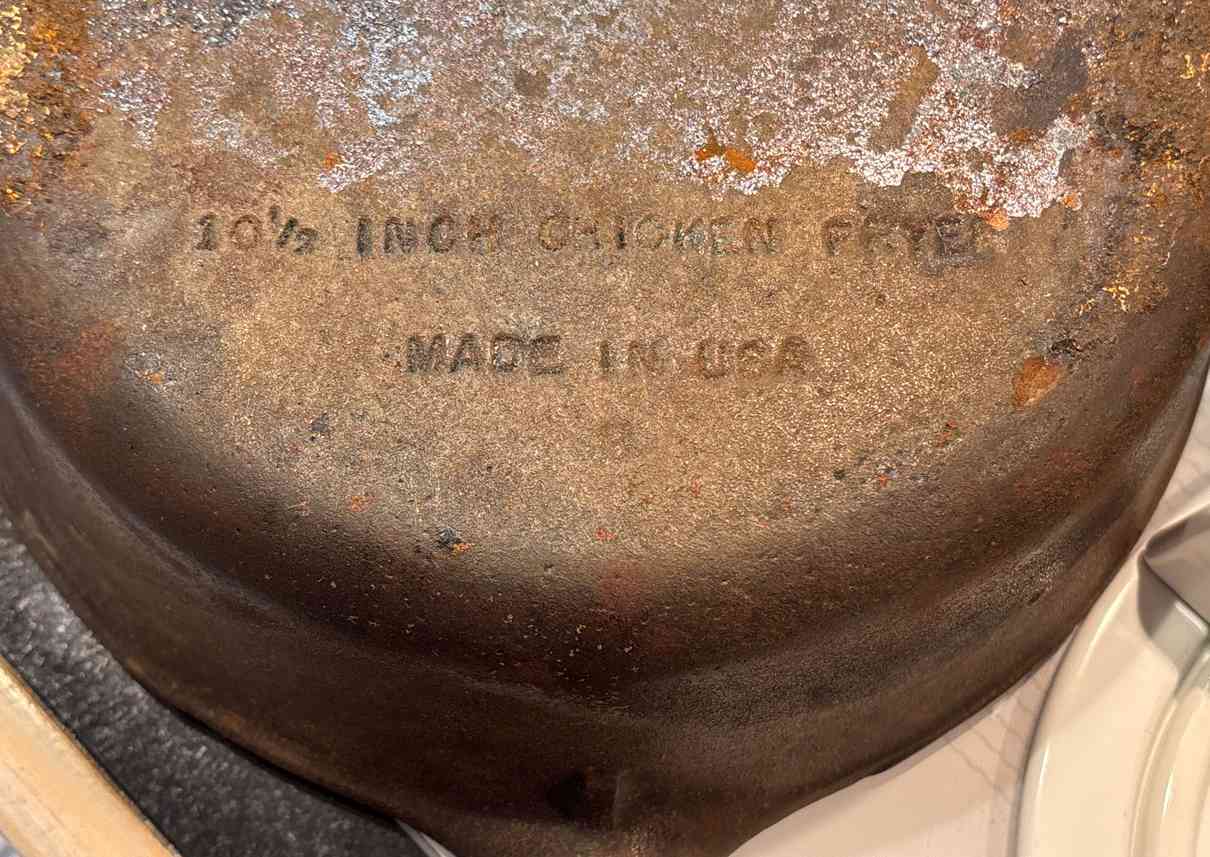 10½ INCH CHICKEN FRYER
MADE IN USA